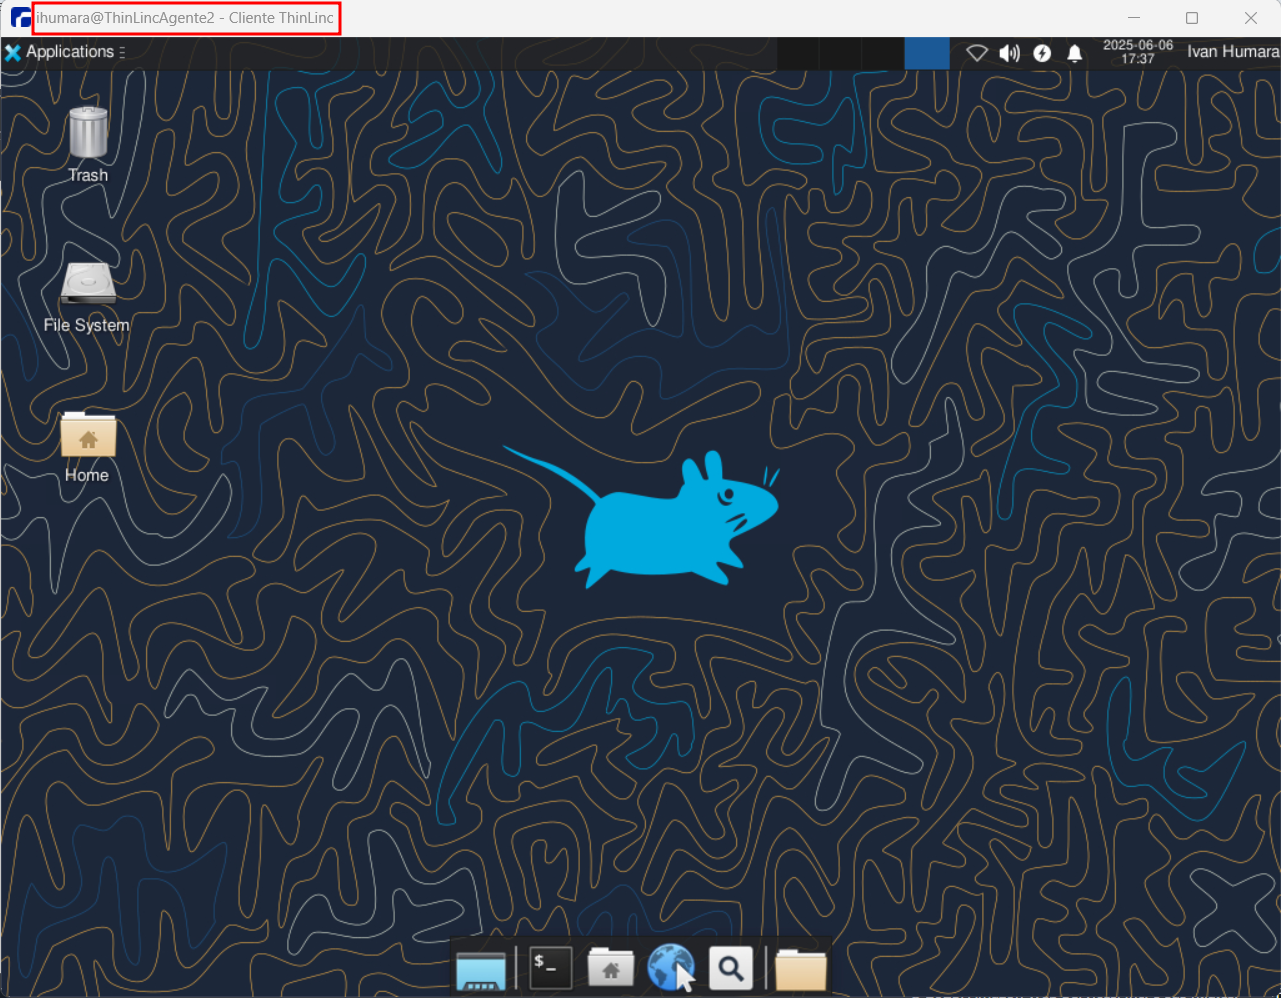 ihumara@ThinLincAgente2 - Cliente ThinLinc
Applications
2025-06-06
17:37
Ivan Humara
Trash
File System
Home
$_